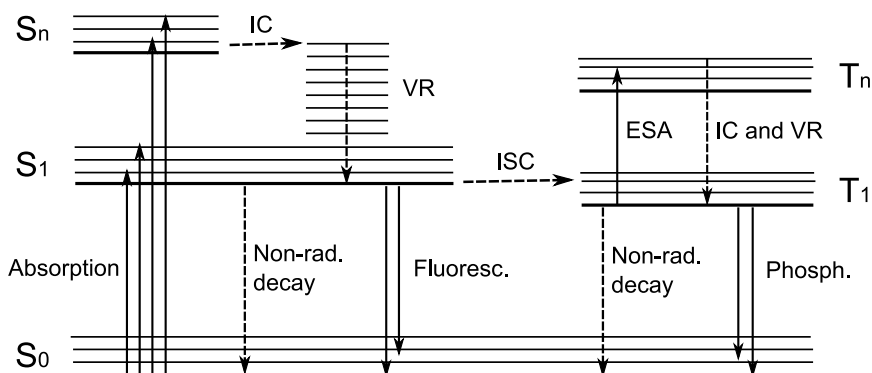 Sn
IC
VR
Tn
ESA
IC and VR
S1
ISC
T1
Absorption
Non-rad.
decay
Fluoresc.
Non-rad.
decay
Phosph.
S0